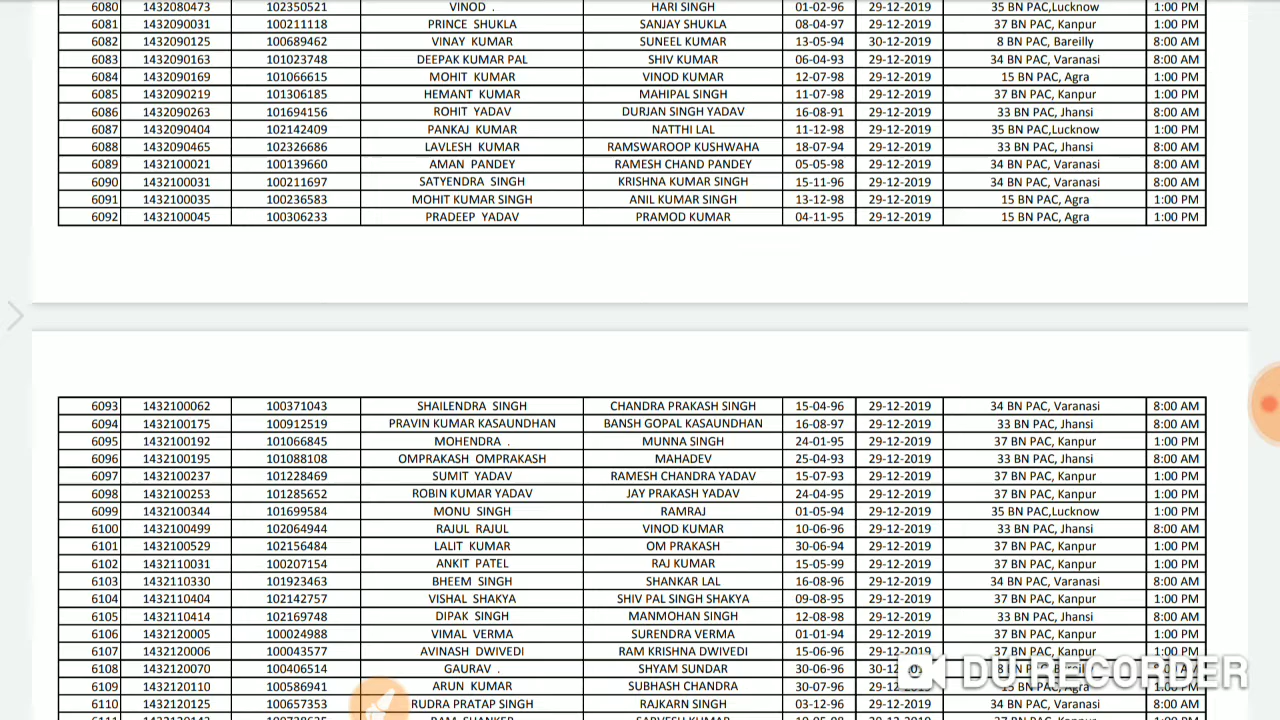 6080 1432080473 102350521 VINOD . HARI SINGH 01-02-96 29-12-2019 35 BN PAC,Lucknow 1:00 PM
6081 1432090031 100211118 PRINCE SHUKLA SANJAY SHUKLA 08-04-97 29-12-2019 37 BN PAC, Kanpur 1:00 PM
6082 1432090125 100689462 VINAY KUMAR SUNEEL KUMAR 13-05-94 30-12-2019 8 BN PAC, Bareilly 8:00 AM
6083 1432090163 101023748 DEEPAK KUMAR PAL SHIV KUMAR 06-04-93 29-12-2019 34 BN PAC, Varanasi 8:00 AM
6084 1432090169 101066615 MOHIT KUMAR VINOD KUMAR 12-07-98 29-12-2019 15 BN PAC, Agra 1:00 PM
6085 1432090219 101306185 HEMANT KUMAR MAHIPAL SINGH 11-07-98 29-12-2019 37 BN PAC, Kanpur 1:00 PM
6086 1432090263 101694156 ROHIT YADAV DURJAN SINGH YADAV 16-08-91 29-12-2019 33 BN PAC, Jhansi 8:00 AM
6087 1432090404 102142409 PANKAJ KUMAR NATTHI LAL 11-12-98 29-12-2019 35 BN PAC,Lucknow 1:00 PM
6088 1432090465 102326686 LAVLESH KUMAR RAMSWAROOP KUSHWAHA 18-07-94 29-12-2019 33 BN PAC, Jhansi 8:00 AM
6089 1432100021 100139660 AMAN PANDEY RAMESH CHAND PANDEY 05-05-98 29-12-2019 34 BN PAC, Varanasi 8:00 AM
6090 1432100031 100211697 SATYENDRA SINGH KRISHNA KUMAR SINGH 15-11-96 29-12-2019 34 BN PAC, Varanasi 8:00 AM
6091 1432100035 100236583 MOHIT KUMAR SINGH ANIL KUMAR SINGH 13-12-98 29-12-2019 15 BN PAC, Agra 1:00 PM
6092 1432100045 100306233 PRADEEP YADAV PRAMOD KUMAR 04-11-95 29-12-2019 15 BN PAC, Agra 1:00 PM
6093 1432100062 100371043 SHAILENDRA SINGH CHANDRA PRAKASH SINGH 15-04-96 29-12-2019 34 BN PAC, Varanasi 8:00 AM
6094 1432100175 100912519 PRAVIN KUMAR KASAUNDHAN BANSH GOPAL KASAUNDHAN 16-08-97 29-12-2019 33 BN PAC, Jhansi 8:00 AM
6095 1432100192 101066845 MOHENDRA . MUNNA SINGH 24-01-95 29-12-2019 37 BN PAC, Kanpur 1:00 PM
6096 1432100195 101088108 OMPRAKASH OMPRAKASH MAHADEV 25-04-93 29-12-2019 33 BN PAC, Jhansi 8:00 AM
6097 1432100237 101228469 SUMIT YADAV RAMESH CHANDRA YADAV 15-07-93 29-12-2019 37 BN PAC, Kanpur 1:00 PM
6098 1432100253 101285652 ROBIN KUMAR YADAV JAY PRAKASH YADAV 24-04-95 29-12-2019 37 BN PAC, Kanpur 1:00 PM
6099 1432100344 101699584 MONU SINGH RAMRAJ 01-05-94 29-12-2019 35 BN PAC,Lucknow 1:00 PM
6100 1432100499 102064944 RAJUL RAJUL VINOD KUMAR 10-06-96 29-12-2019 33 BN PAC, Jhansi 8:00 AM
6101 1432100529 102156484 LALIT KUMAR OM PRAKASH 30-06-94 29-12-2019 37 BN PAC, Kanpur 1:00 PM
6102 1432110031 100207154 ANKIT PATEL RAJ KUMAR 15-05-99 29-12-2019 37 BN PAC, Kanpur 1:00 PM
6103 1432110330 101923463 BHEEM SINGH SHANKAR LAL 16-08-96 29-12-2019 34 BN PAC, Varanasi 8:00 AM
6104 1432110404 102142757 VISHAL SHAKYA SHIV PAL SINGH SHAKYA 09-08-95 29-12-2019 37 BN PAC, Kanpur 1:00 PM
6105 1432110414 102169748 DIPAK SINGH MANMOHAN SINGH 12-08-98 29-12-2019 33 BN PAC, Jhansi 8:00 AM
6106 1432120005 100024988 VIMAL VERMA SURENDRA VERMA 01-01-94 29-12-2019 37 BN PAC, Kanpur 1:00 PM
6107 1432120006 100043577 AVINASH DWIVEDI RAM KRISHNA DWIVEDI 15-06-96 29-12-2019 37 BN PAC, Kanpur 1:00 PM
6108 1432120070 100406514 GAURAV . SHYAM SUNDAR 30-06-96
6109 1432120110 100586941 ARUN KUMAR SUBHASH CHANDRA 30-07-96 15 BN PAC, Agra 1:00 PM
DU RECORDER
6110 1432120125 100657353 RUDRA PRATAP SINGH RAJKARN SINGH 03-12-96 29-12-2019 34 BN PAC, Varanasi 8:00 AM